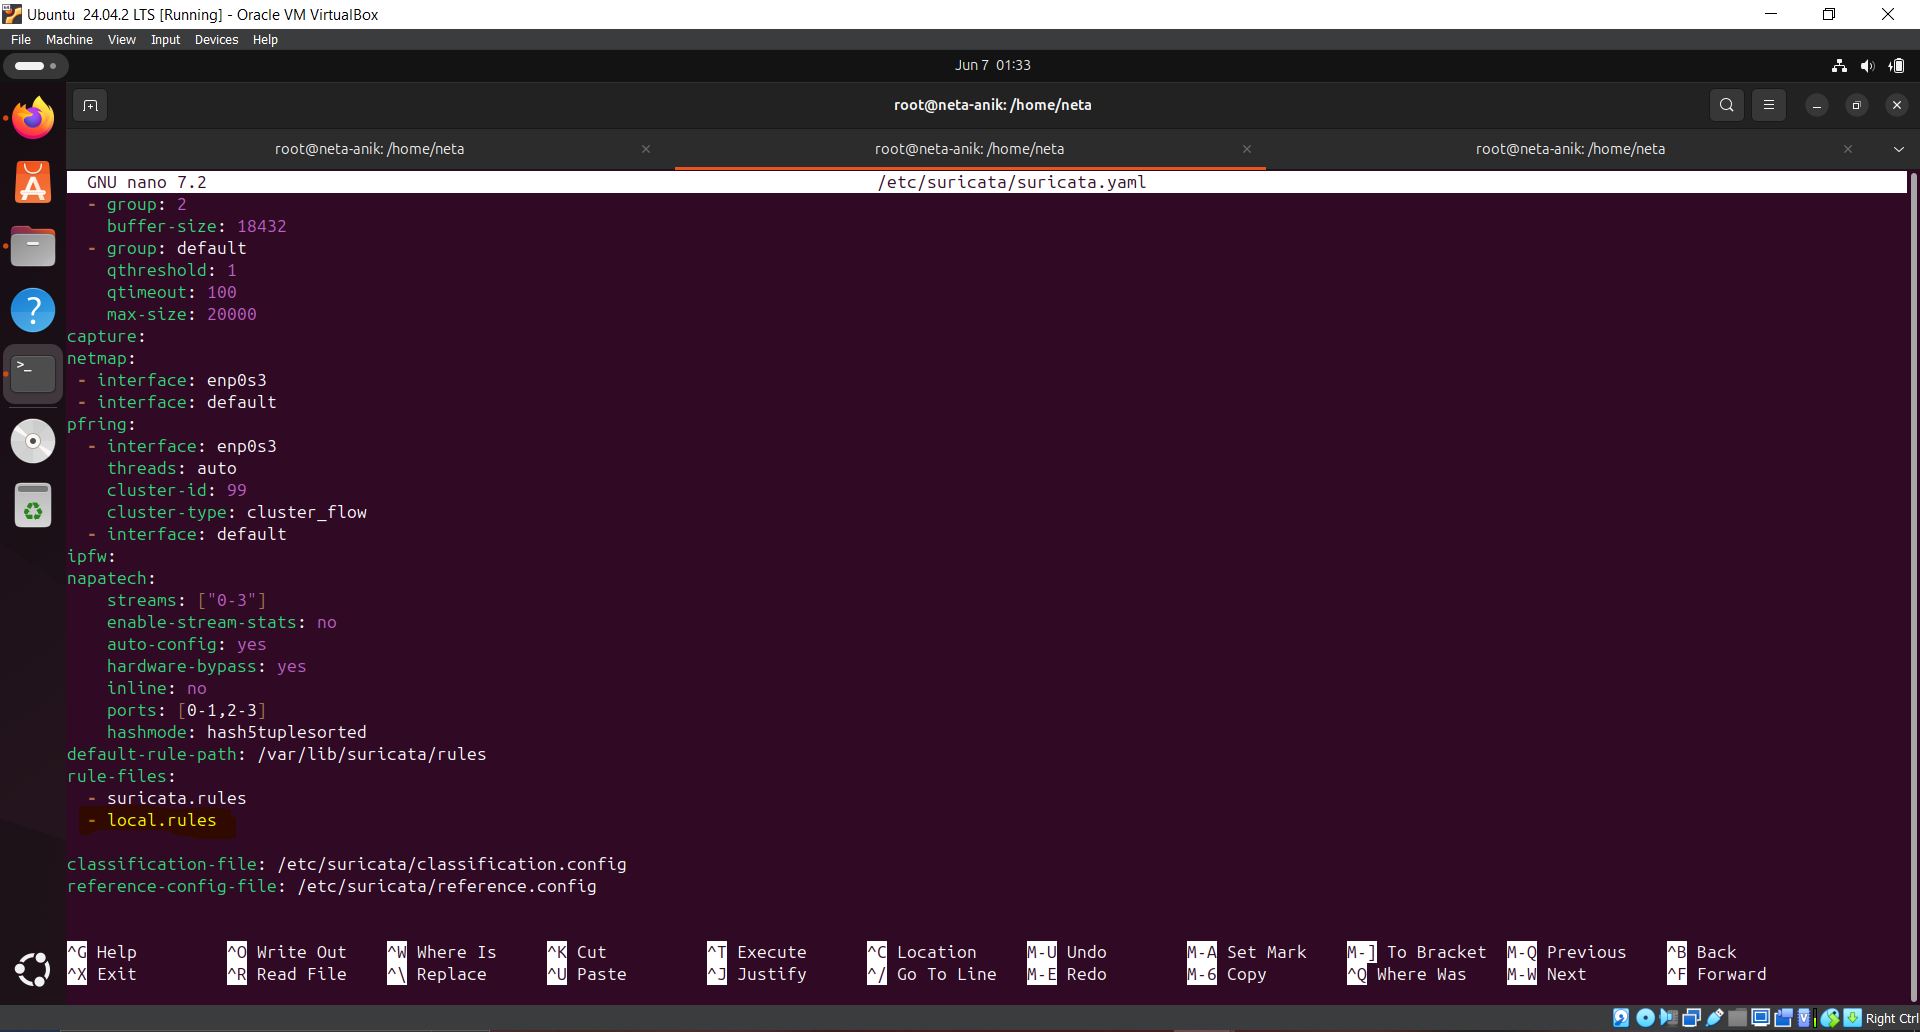 Ubuntu 24.04.2 LTS [Running] - Oracle VM VirtualBox
File Machine View Input Devices Help
Jun 7 01:33
root@neta-anik: /home/neta
root@neta-anik: /home/neta
root@neta-anik: /home/neta
root@neta-anik: /home/neta
GNU nano 7.2 /etc/suricata/suricata.yaml
- group: 2
buffer-size: 18432
- group: default
qthreshold: 1
qtimeout: 100
max-size: 20000
capture:
netmap:
- interface: enp0s3
- interface: default
pfring:
- interface: enp0s3
threads: auto
cluster-id: 99
cluster-type: cluster_flow
- interface: default
ipfw:
napatech:
streams: ["0-3"]
enable-stream-stats: no
auto-config: yes
hardware-bypass: yes
inline: no
ports: [0-1,2-3]
hashmode: hash5tuplesorted
default-rule-path: /var/lib/suricata/rules
rule-files:
- suricata.rules
- local.rules
classification-file: /etc/suricata/classification.config
reference-config-file: /etc/suricata/reference.config
^G Help ^O Write Out ^W Where Is ^K Cut ^T Execute ^C Location M-U Undo M-A Set Mark M-] To Bracket M-Q Previous ^B Back
^X Exit ^R Read File ^\ Replace ^U Paste ^J Justify ^/ Go To Line M-E Redo M-6 Copy ^Q Where Was M-W Next ^F Forward
Right Ctrl